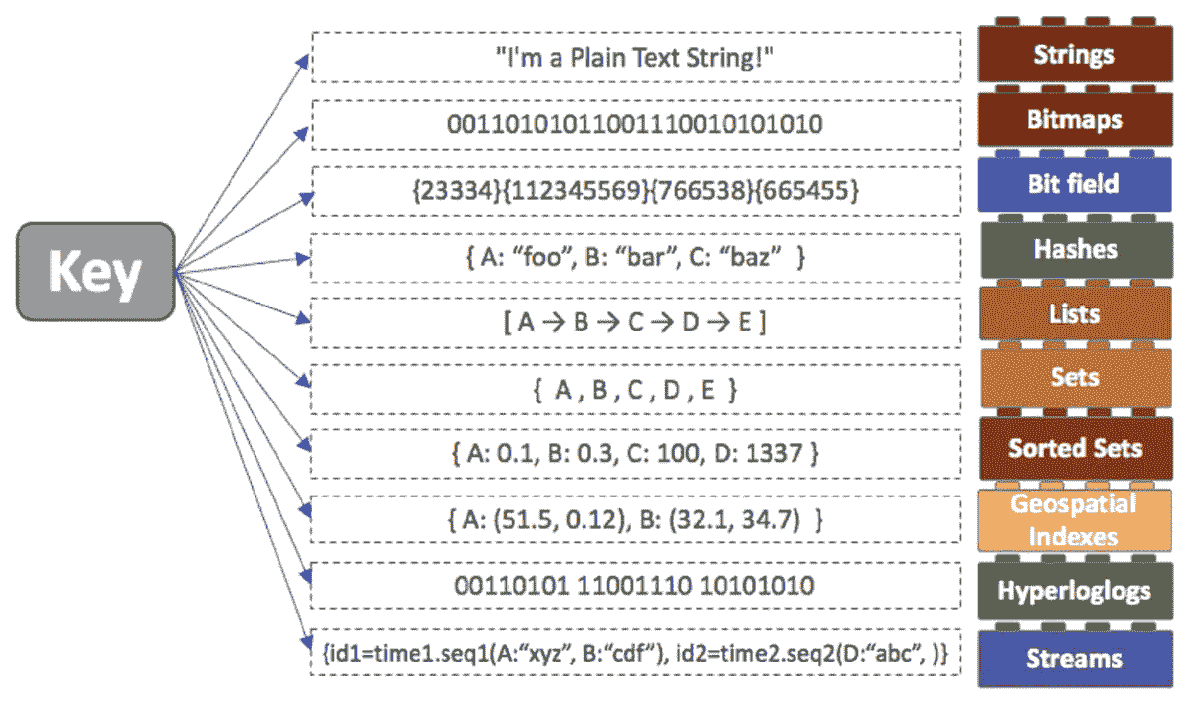 Key
"I'm a Plain Text String!"
Strings
00110101011001110010101010
Bitmaps
{23334}{112345569}{766538}{665455}
Bit field
{ A: “foo”, B: “bar”, C: “baz” }
Hashes
[ A → B → C → D → E ]
Lists
{ A , B , C , D , E }
Sets
{ A: 0.1, B: 0.3, C: 100, D: 1337 }
Sorted Sets
{ A: (51.5, 0.12), B: (32.1, 34.7) }
Geospatial
Indexes
00110101 11001110 10101010
Hyperloglogs
{id1=time1.seq1(A:“xyz”, B:“cdf”), id2=time2.seq2(D:“abc”, )}
Streams